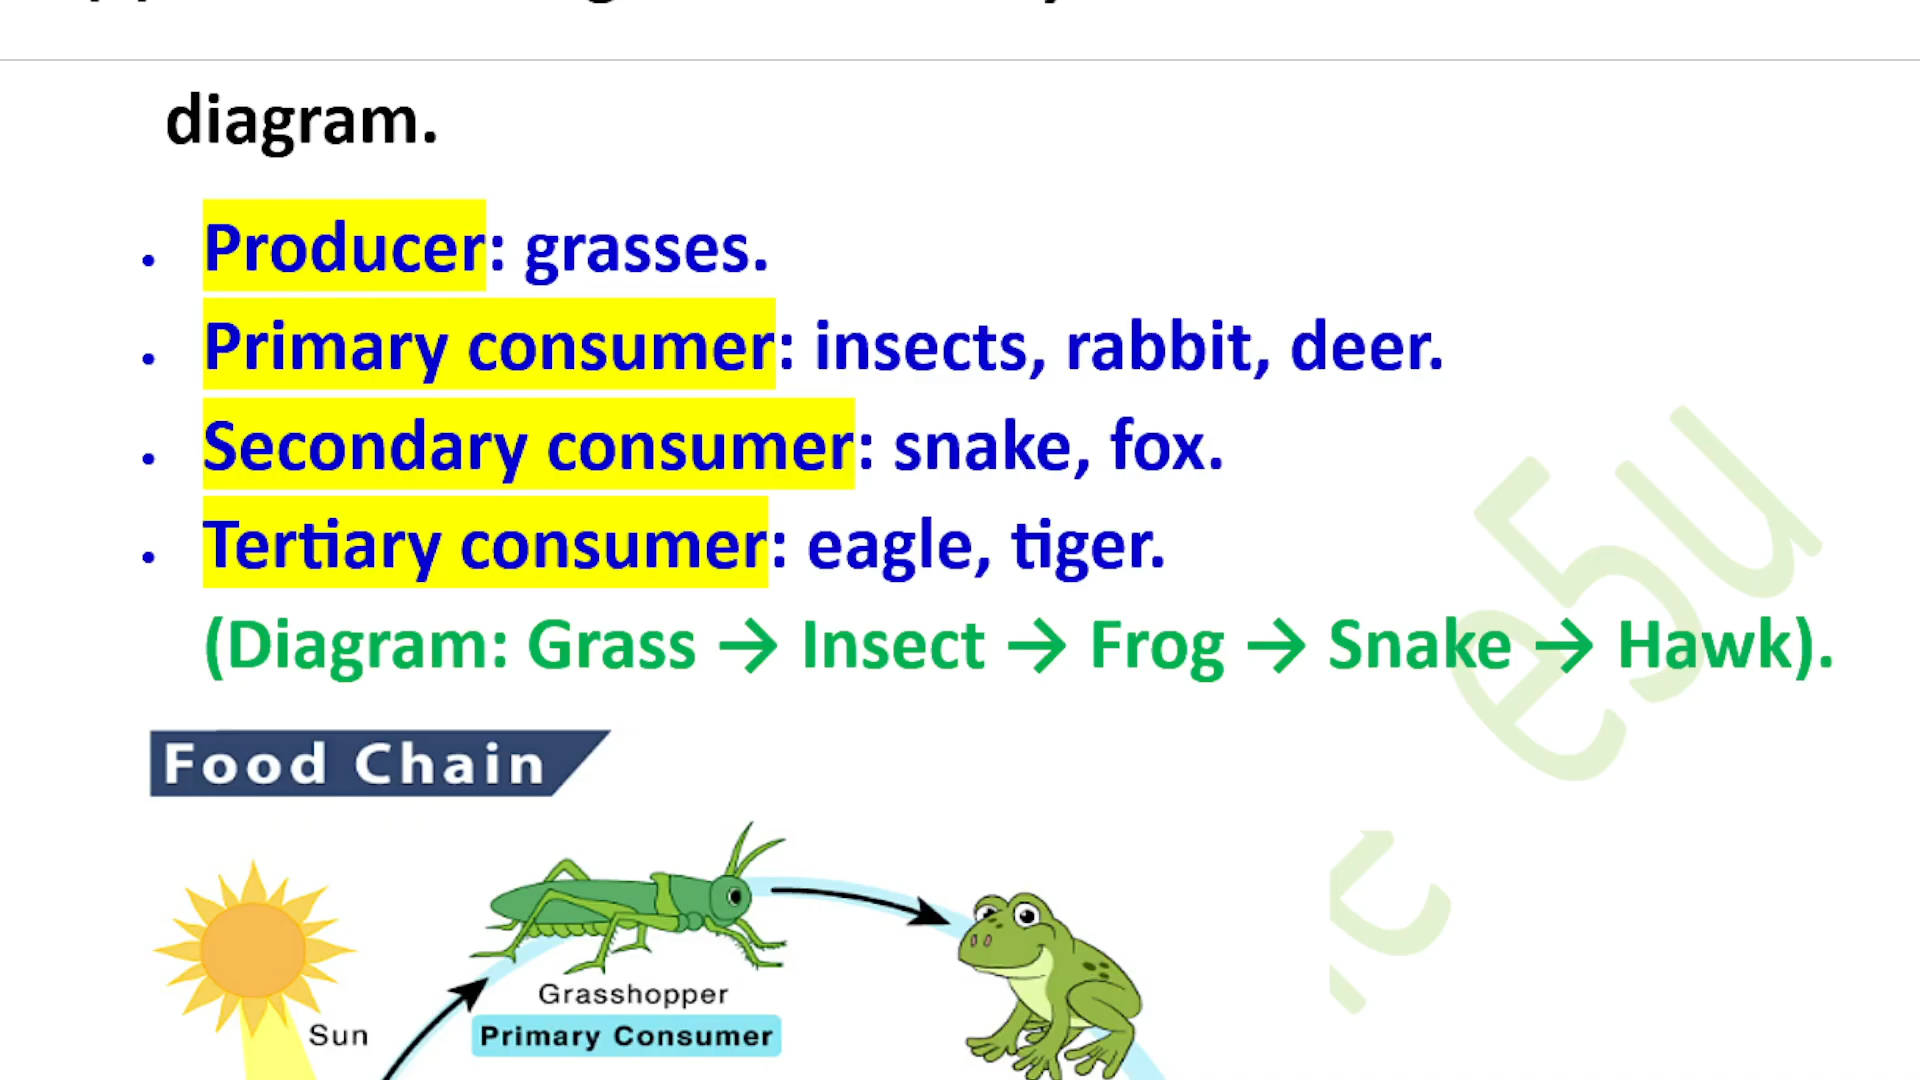 diagram.
• Producer: grasses.
• Primary consumer: insects, rabbit, deer.
• Secondary consumer: snake, fox.
• Tertiary consumer: eagle, tiger.
(Diagram: Grass → Insect → Frog → Snake → Hawk).
Food Chain
Grasshopper
Sun
Primary Consumer
e5u